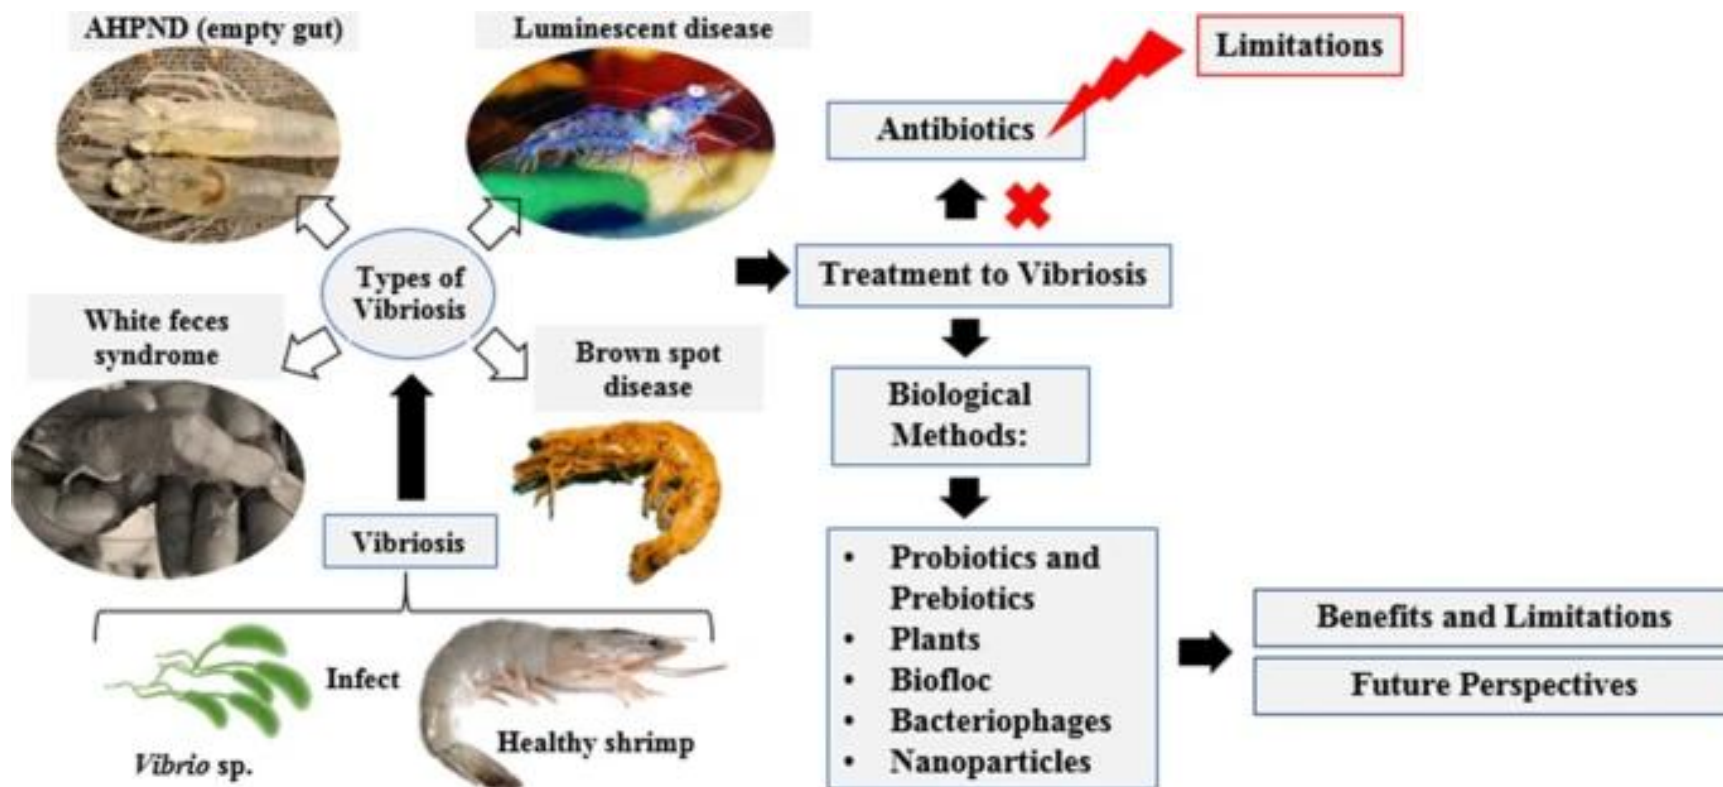 AHPND (empty gut)
Luminescent disease
Limitations
Antibiotics
Types of
Vibriosis
Treatment to Vibriosis
White feces
syndrome
Brown spot
disease
Biological
Methods:
Vibriosis
• Probiotics and
Prebiotics
• Plants
• Biofloc
• Bacteriophages
• Nanoparticles
Benefits and Limitations
Future Perspectives
Infect
Healthy shrimp
Vibrio sp.